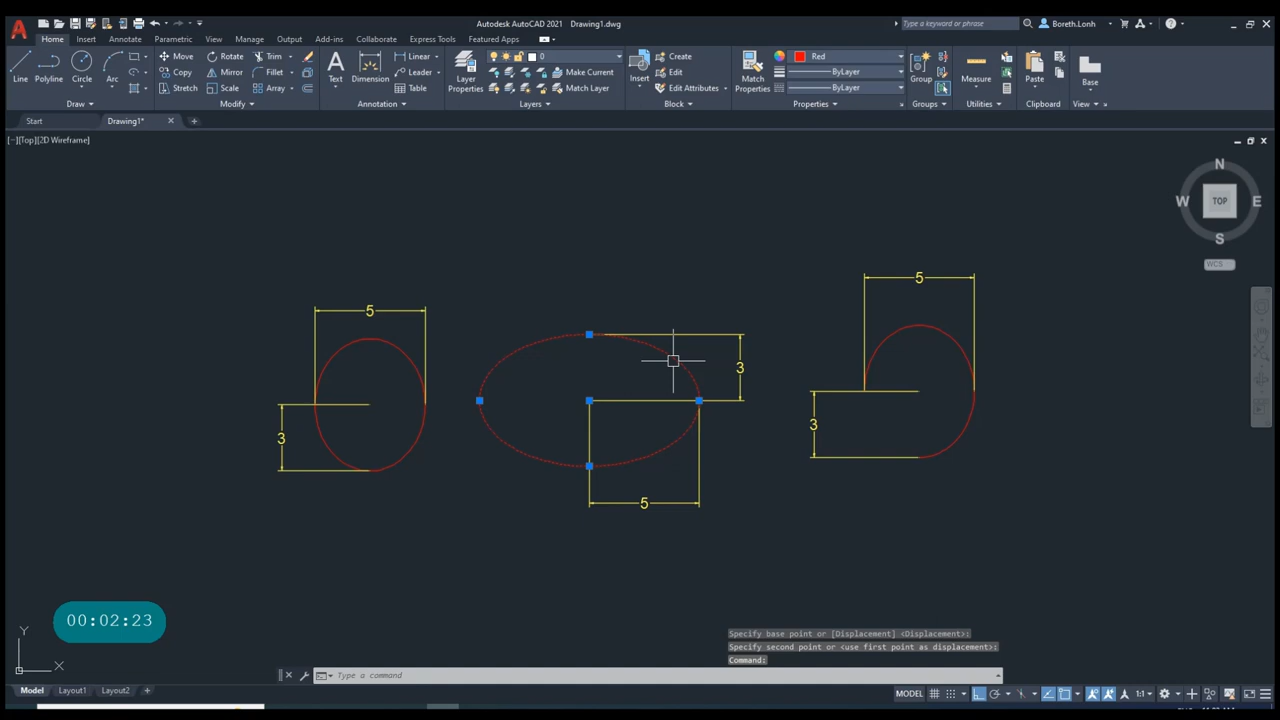 Autodesk AutoCAD 2021 Drawing1.dwg
Type a keyword or phrase
Boreth.Lonh
Home Insert Annotate Parametric View Manage Output Add-ins Collaborate Express Tools Featured Apps
Line
Polyline
Circle
Arc
Move
Copy
Stretch
Rotate
Mirror
Scale
Trim
Fillet
Array
Text
Dimension
Linear
Leader
Table
Layer
Properties
0
Make Current
Match Layer
Insert
Create
Edit
Edit Attributes
Match
Properties
Red
ByLayer
ByLayer
Group
Measure
Paste
Base
Draw
Modify
Annotation
Layers
Block
Properties
Groups
Utilities
Clipboard
View
Start
Drawing1*
[−][Top][2D Wireframe]
N
W
TOP
E
S
WCS
5
3
3
5
5
3
00:02:23
Y
X
Specify base point or [Displacement] <Displacement>:
Specify second point or <use first point as displacement>:
Command:
Type a command
Model Layout1 Layout2
MODEL
1:1